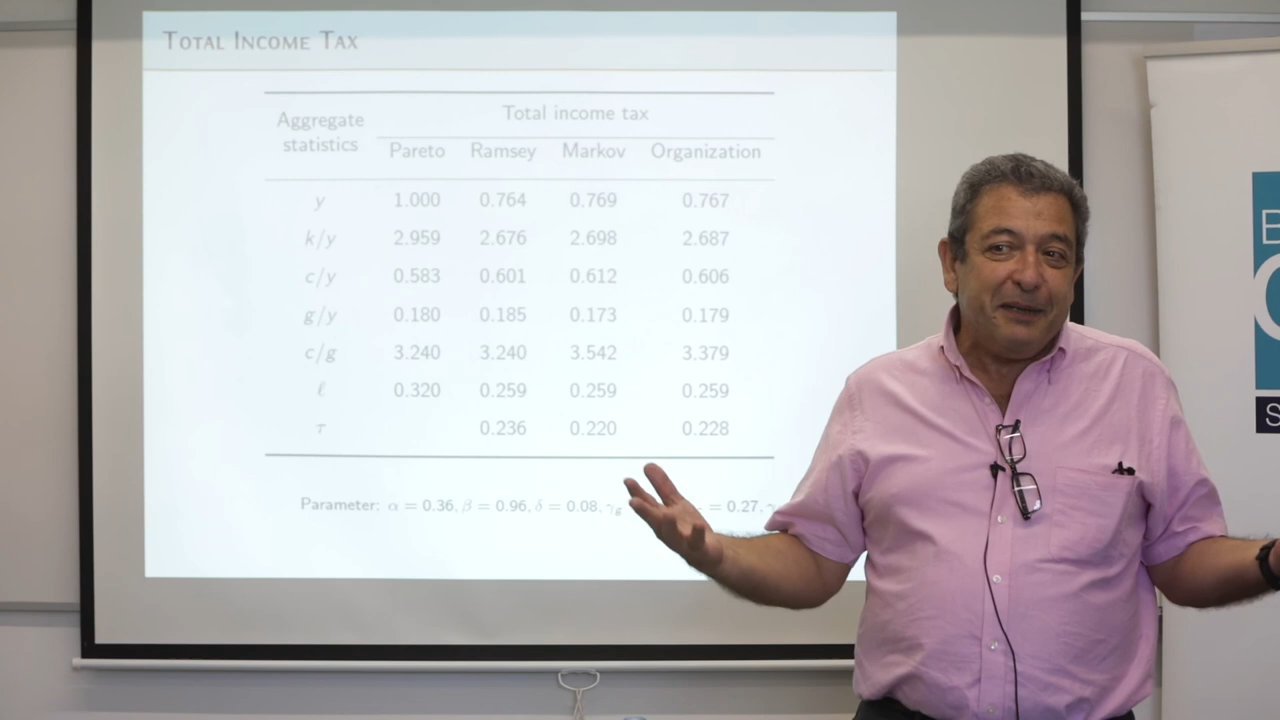 TOTAL INCOME TAX
Aggregate statistics Total income tax
Pareto Ramsey Markov Organization
y 1.000 0.764 0.769 0.767
k/y 2.959 2.676 2.698 2.687
c/y 0.583 0.601 0.612 0.606
g/y 0.180 0.185 0.173 0.179
c/g 3.240 3.240 3.542 3.379
ℓ 0.320 0.259 0.259 0.259
τ 0.236 0.220 0.228
Parameter: α = 0.36, β = 0.96, δ = 0.08, γg = 0.27, γ